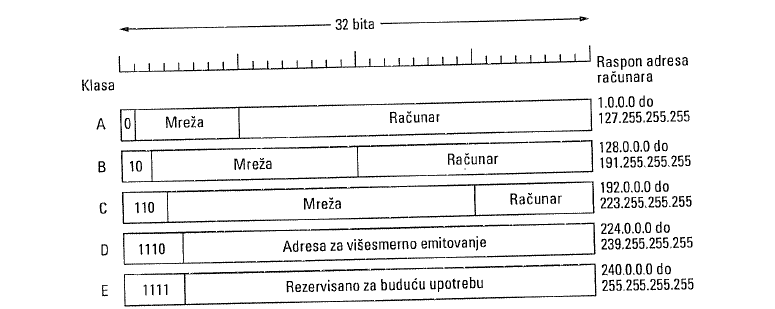 32 bita
Raspon adresa
računara
Klasa
A 0 Mreža Računar 1.0.0.0 do
127.255.255.255
B 10 Mreža Računar 128.0.0.0 do
191.255.255.255
C 110 Mreža Računar 192.0.0.0 do
223.255.255.255
D 1110 Adresa za višesmerno emitovanje 224.0.0.0 do
239.255.255.255
E 1111 Rezervisano za buduću upotrebu 240.0.0.0 do
255.255.255.255